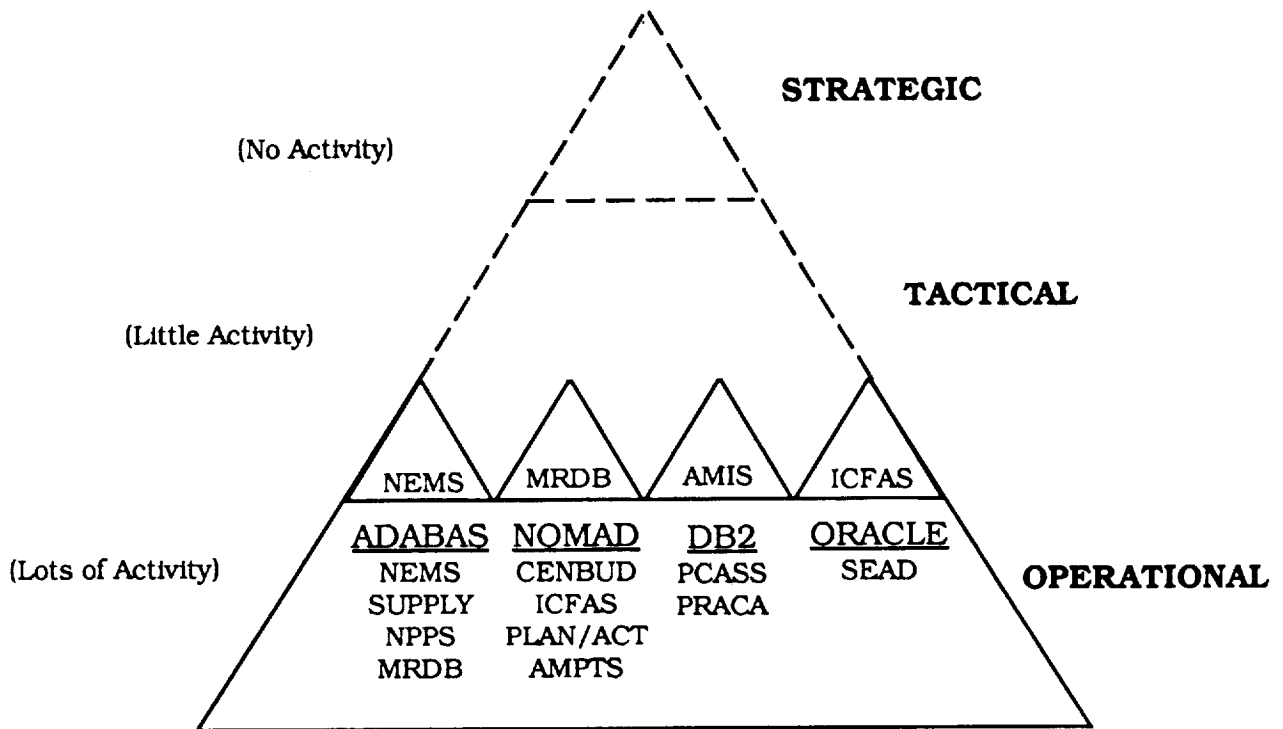 STRATEGIC
(No Activity)
TACTICAL
(Little Activity)
NEMS MRDB AMIS ICFAS
ADABAS NOMAD DB2 ORACLE
(Lots of Activity) NEMS CENBUD PCASS SEAD OPERATIONAL
SUPPLY ICFAS PRACA
NPPS PLAN/ACT
MRDB AMPTS